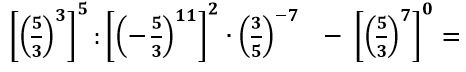 [(5/3)^3]^5 : [(−5/3)^11]^2 · (3/5)^−7 − [(5/3)^7]^0 =